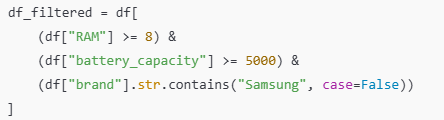 df_filtered = df[
    (df["RAM"] >= 8) &
    (df["battery_capacity"] >= 5000) &
    (df["brand"].str.contains("Samsung", case=False))
]